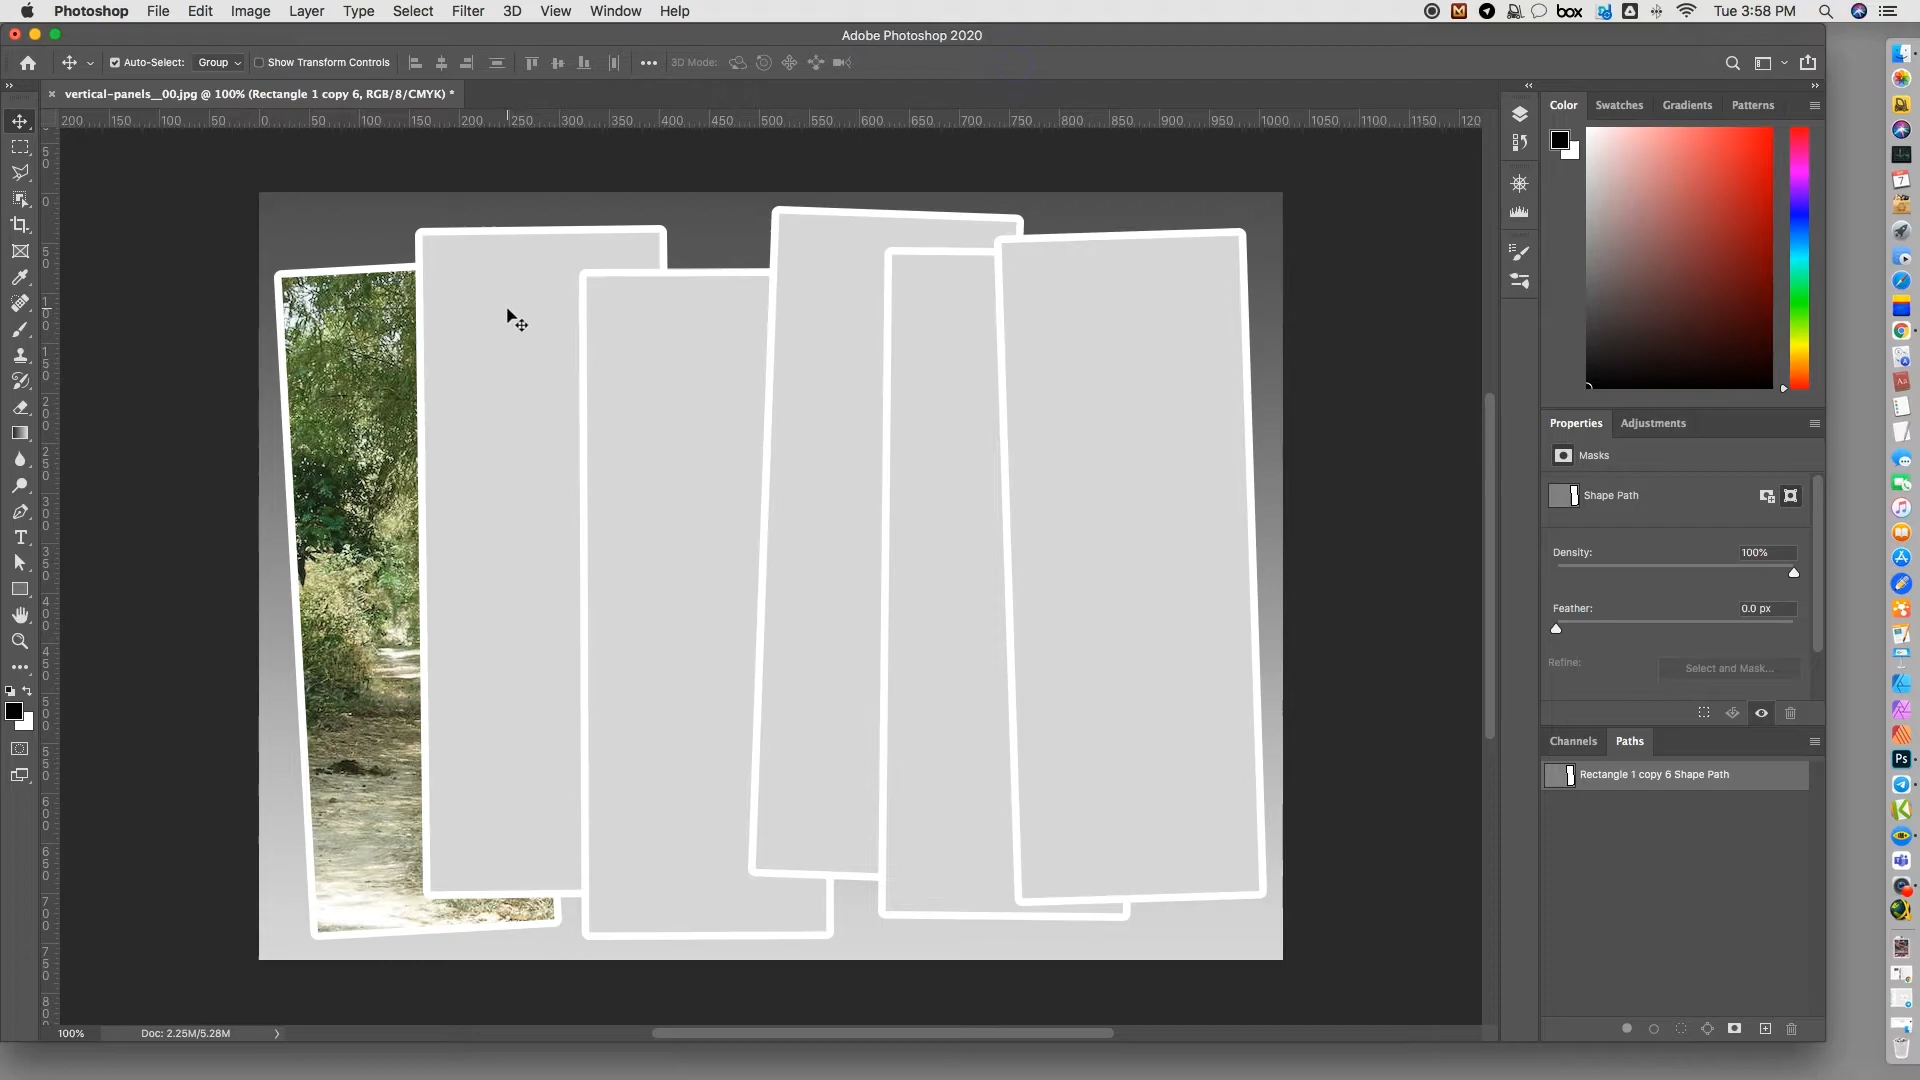 Photoshop File Edit Image Layer Type Select Filter 3D View Window Help
box Tue 3:58 PM
Adobe Photoshop 2020
Auto-Select: Group Show Transform Controls 3D Mode:
vertical-panels__00.jpg @ 100% (Rectangle 1 copy 6, RGB/8/CMYK) *
200 150 100 50 0 50 100 150 200 250 300 350 400 450 500 550 600 650 700 750 800 850 900 950 1000 1050 1100 1150 120
Color Swatches Gradients Patterns
Properties Adjustments
Masks
Shape Path
Density: 100%
Feather: 0.0 px
Refine: Select and Mask...
Channels Paths
Rectangle 1 copy 6 Shape Path
100% Doc: 2.25M/5.28M
Ps